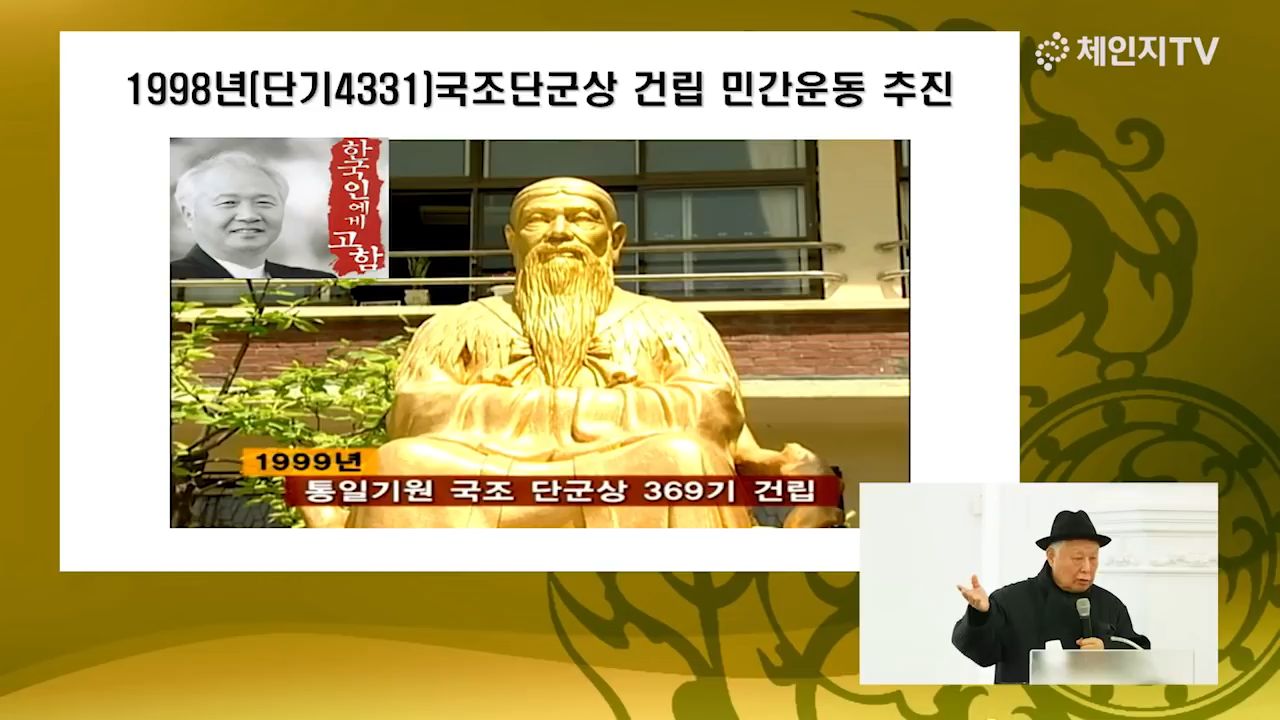 체인지TV
1998년(단기4331)국조단군상 건립 민간운동 추진
한국인에게 고함
1999년
통일기원 국조 단군상 369기 건립